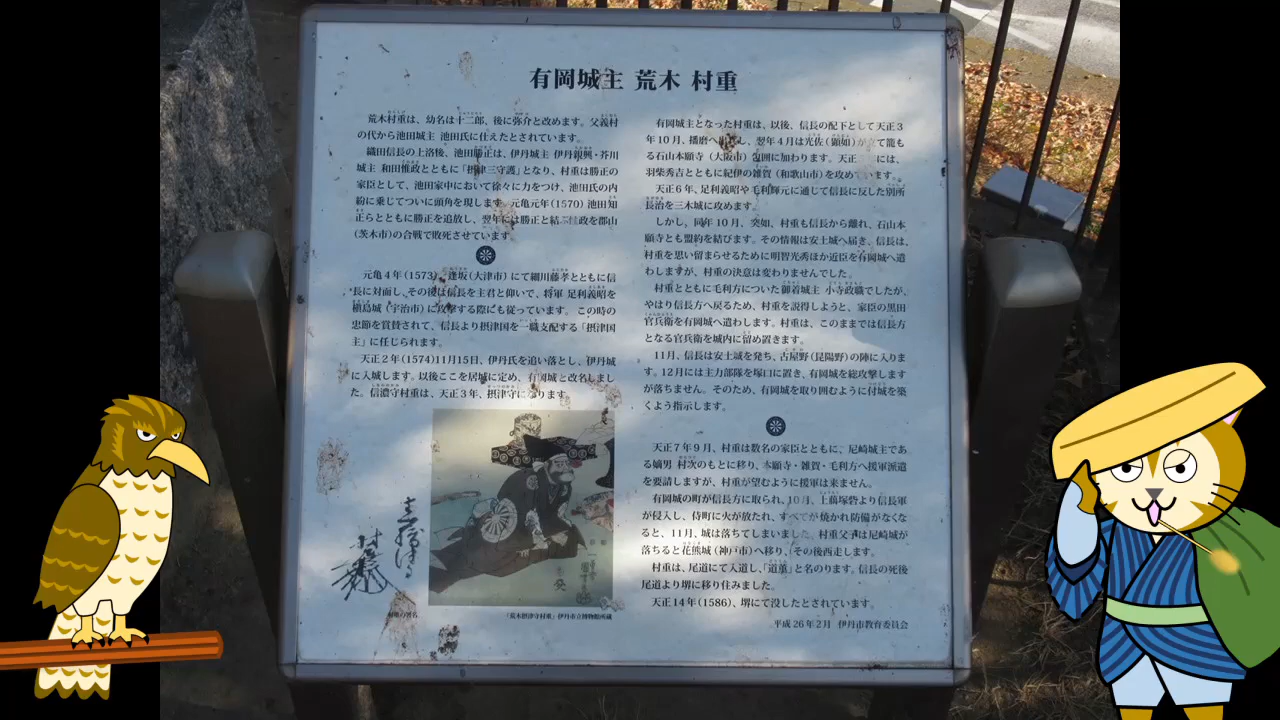 有岡城主 荒木 村重
荒木村重は、幼名は十二郎、後に弥介と改めます。父義村
の代から池田城主 池田氏に仕えたとされています。
織田信長の上洛後、池田勝正は、伊丹城主 伊丹親興・芥川
城主 和田惟政とともに「摂津三守護」となり、村重は勝正の
家臣として、池田家中において徐々に力をつけ、池田氏の内
紛に乗じてついに頭角を現します。元亀元年(1570) 池田知
正らとともに勝正を追放し、翌年には勝正と結 惟政を郡山
(茨木市)の合戦で敗死させています。
元亀4年(1573)、逢坂(大津市)にて細川藤孝とともに信
長に対面し、その後は信長を主君と仰いで、将軍 足利義昭を
槇島城(宇治市)に攻撃する際にも従っています。この時の
忠節を賞賛されて、信長より摂津国を一職支配する「摂津国
主」に任じられます。
天正2年(1574)11月15日、伊丹氏を追い落とし、伊丹城
に入城します。以後ここを居城に定め、有岡城と改名しまし
た。信濃守村重は、天正3年、摂津守になります。
「荒木摂津守村重」伊丹市立博物館所蔵
有岡城主となった村重は、以後、信長の配下として天正3
年10月、播磨へ出 し、翌年4月は光佐(顕如)が立て籠も
る石山本願寺(大阪市)包囲に加わります。天正 には、
羽柴秀吉とともに紀伊の雑賀(和歌山市)を攻めています。
天正6年、足利義昭や毛利輝元に通じて信長に反した別所
長治を三木城に攻めます。
しかし、同年10月、突如、村重も信長から離れ、石山本
願寺とも盟約を結びます。その情報は安土城へ届き、信長は、
村重を思い留まらせるために明智光秀ほか近臣を有岡城へ遣
わしますが、村重の決意は変わりませんでした。
村重とともに毛利方についた御着城主 小寺政職でしたが、
やはり信長方へ戻るため、村重を説得しようと、家臣の黒田
官兵衛を有岡城へ遣わします。村重は、このままでは信長方
となる官兵衛を城内に留め置きます。
11月、信長は安土城を発ち、古屋野(昆陽野)の陣に入りま
す。12月には主力部隊を塚口に置き、有岡城を総攻撃します
が落ちません。そのため、有岡城を取り囲むように付城を築
くよう指示します。
天正7年9月、村重は数名の家臣とともに、尼崎城主であ
る嫡男 村次のもとに移り、本願寺・雑賀・毛利方へ援軍派遣
を要請しますが、村重が望むように援軍は来ません。
有岡城の町が信長方に取られ、10月、上﨟塚砦より信長軍
が侵入し、侍町に火が放たれ、すべてが焼かれ防備がなくな
ると、11月、城は落ちてしまいました。村重父子は尼崎城が
落ちると花熊城(神戸市)へ移り、その後西走します。
村重は、尾道にて入道し、「道薫」と名のります。信長の死後
尾道より堺に移り住みました。
天正14年(1586)、堺にて没したとされています。
平成26年2月 伊丹市教育委員会